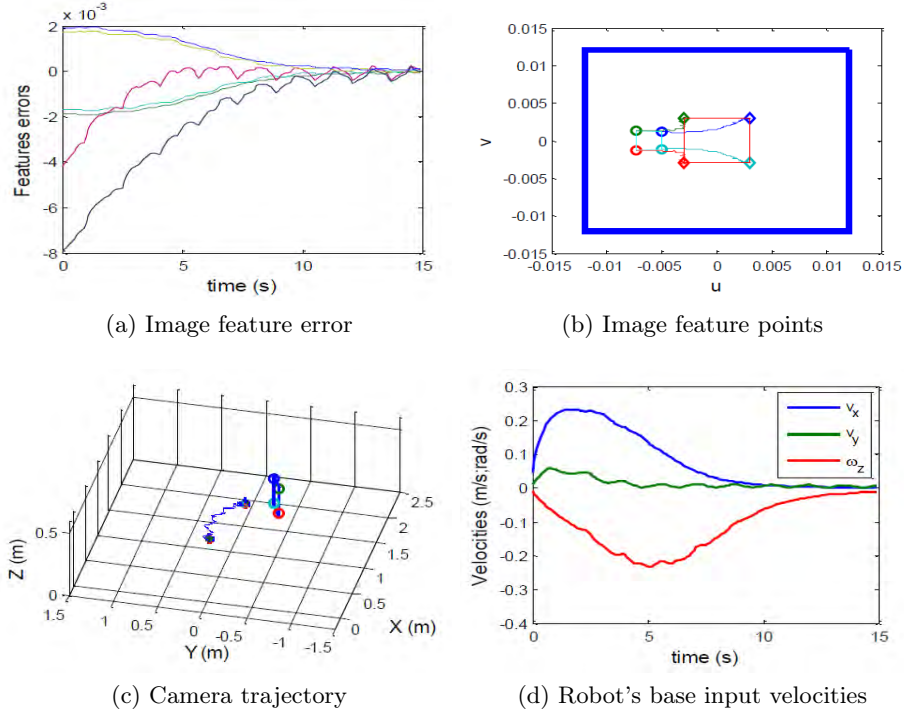 × 10⁻³
2
0
-2
-4
-6
-8
0 5 10 15
Features errors
time (s)
(a) Image feature error
0.015
0.01
0.005
0
-0.005
-0.01
-0.015
-0.015 -0.01 -0.005 0 0.005 0.01 0.015
v
u
(b) Image feature points
0.5
0
Z (m)
1.5 1 0.5 0 -0.5 -1 -1.5
Y (m)
0 0.5 1 1.5 2 2.5
X (m)
(c) Camera trajectory
0.3
0.2
0.1
0
-0.1
-0.2
-0.3
-0.4
0 5 10 15
Velocities (m/s;rad/s)
v_x
v_y
ω_z
time (s)
(d) Robot's base input velocities